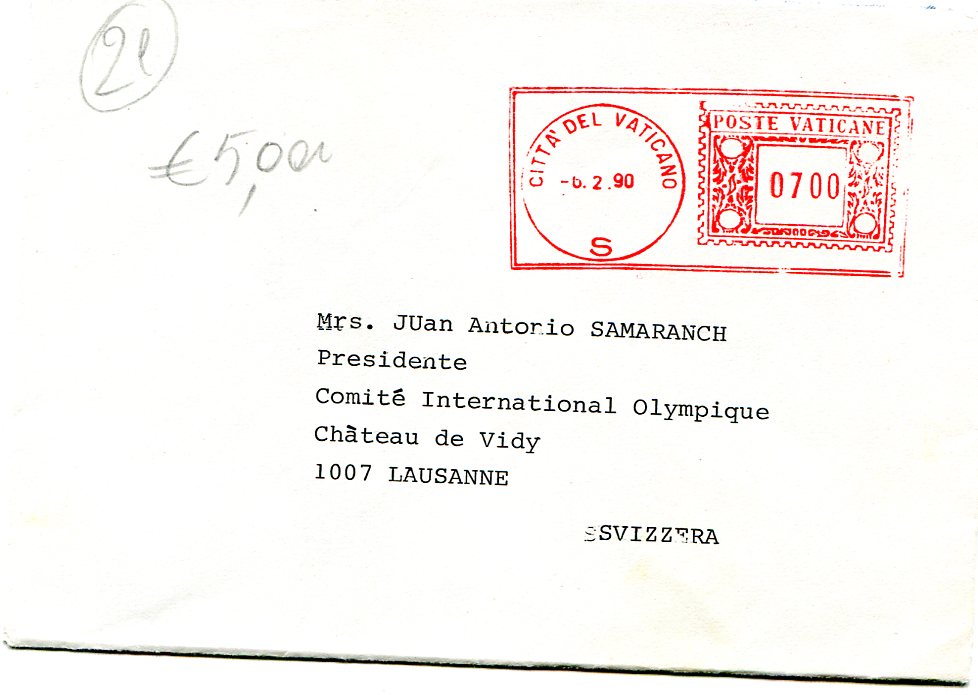 21
€5,00
CITTA' DEL VATICANO
-6.2.90
S
POSTE VATICANE
0700
Mrs. JUan Antonio SAMARANCH
Presidente
Comité International Olympique
Château de Vidy
1007 LAUSANNE
SSVIZZERA